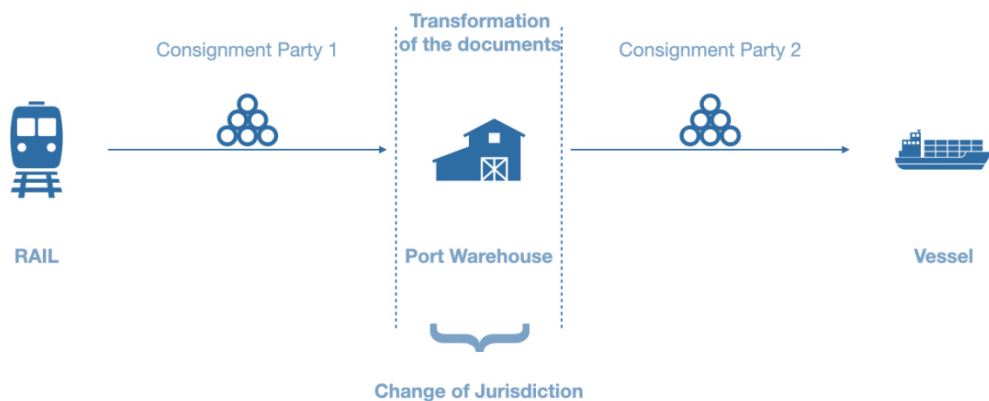 Transformation
of the documents
Consignment Party 1
Consignment Party 2
RAIL
Port Warehouse
Vessel
Change of Jurisdiction